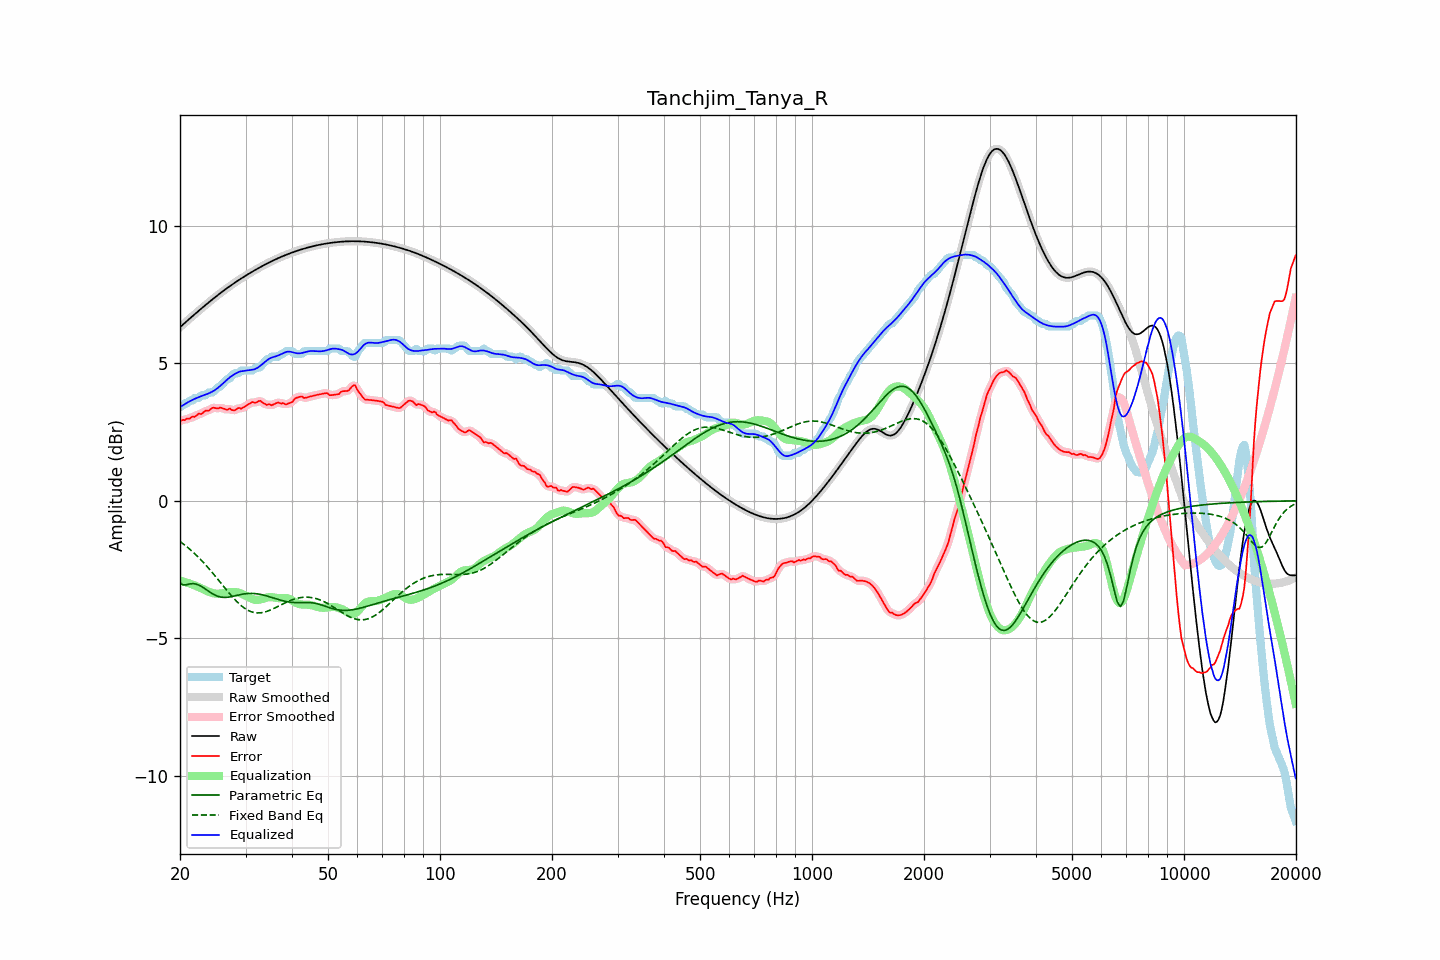 Tanchjim_Tanya_R
Amplitude (dBr)
10
5
0
−5
−10
Target
Raw Smoothed
Error Smoothed
Raw
Error
Equalization
Parametric Eq
Fixed Band Eq
Equalized
20 50 100 200 500 1000 2000 5000 10000 20000
Frequency (Hz)